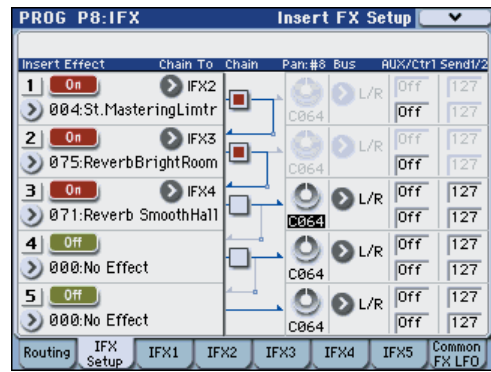 PROG P8:IFX Insert FX Setup
Insert Effect Chain To Chain Pan:#8 Bus AUX/Ctrl Send1/2
1 On IFX2 L/R Off 127
004:St.MasteringLimtr C064 Off 127
2 On IFX3 L/R Off 127
075:ReverbBrightRoom C064 Off 127
3 On IFX4 L/R Off 127
071:Reverb SmoothHall C064 Off 127
4 Off L/R Off 127
000:No Effect C064 Off 127
5 Off L/R Off 127
000:No Effect C064 Off 127
Routing IFX Setup IFX1 IFX2 IFX3 IFX4 IFX5 Common FX LFO